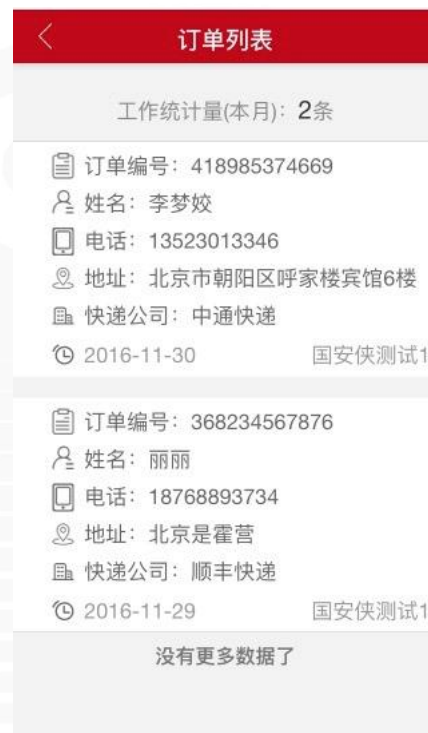 订单列表
工作统计量(本月)：2条
订单编号：418985374669
姓名：李梦姣
电话：13523013346
地址：北京市朝阳区呼家楼宾馆6楼
快递公司：中通快递
2016-11-30 国安侠测试1
订单编号：368234567876
姓名：丽丽
电话：18768893734
地址：北京是霍营
快递公司：顺丰快递
2016-11-29 国安侠测试1
没有更多数据了